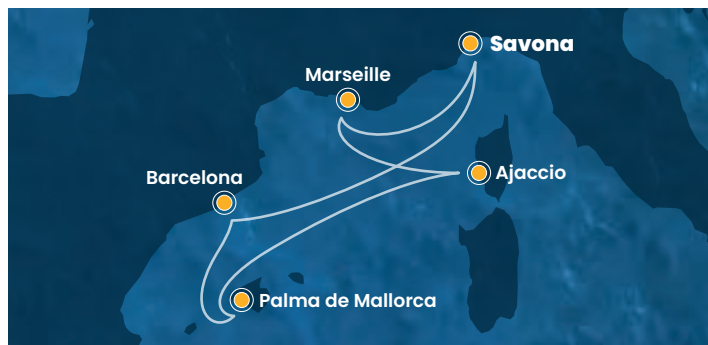 Savona
Marseille
Ajaccio
Barcelona
Palma de Mallorca